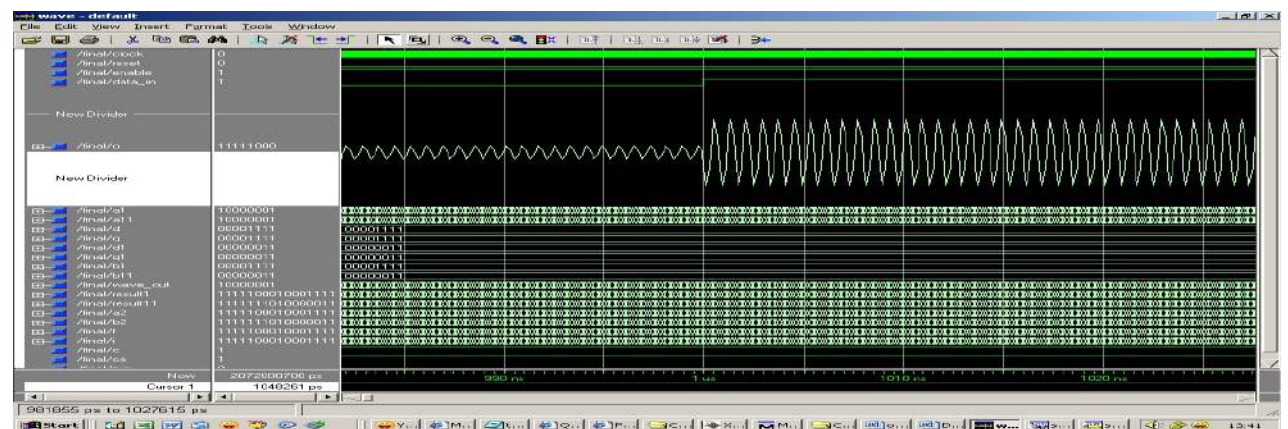 wave - default
File Edit View Insert Format Tools Window
/final/clock 0
/final/reset 0
/final/enable 1
/final/data_in 1
New Divider
/final/o 11111000
New Divider
/final/a1 10000001
/final/a11 10000001
/final/d 00001111 00001111
/final/q 00001111 00001111
/final/d1 00000011 00000011
/final/q1 00000011 00000011
/final/b1 00001111 00001111
/final/b11 00000011 00000011
/final/wave_out 10000001
/final/result1 1111100010001111
/final/result11 1111111010000011
/final/a2 1111100010001111
/final/b2 1111111010000011
/final/f 1111100010001111
/final/i 1111100010001111
/final/c 1
/final/cs 1
Now 2072600700 ps 990 ns 1 us 1010 ns 1020 ns
Cursor 1 1048261 ps
981855 ps to 1027615 ps
Start Y... M... t... Q... P... C... X... M... C... w... s... s... 13:41